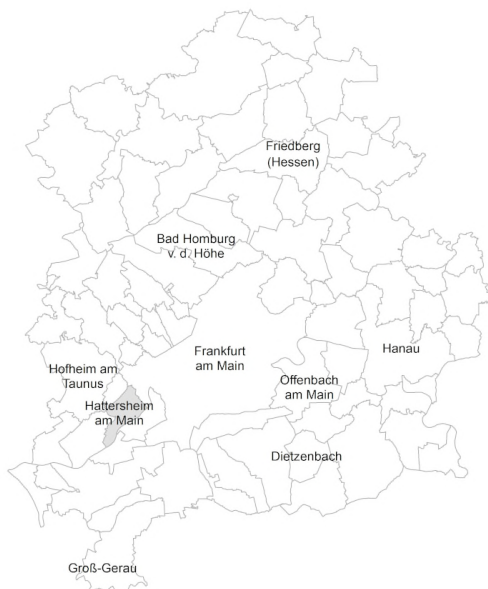 Friedberg
(Hessen)
Bad Homburg
v. d. Höhe
Frankfurt
am Main
Hanau
Hofheim am
Taunus
Offenbach
am Main
Hattersheim
am Main
Dietzenbach
Groß-Gerau